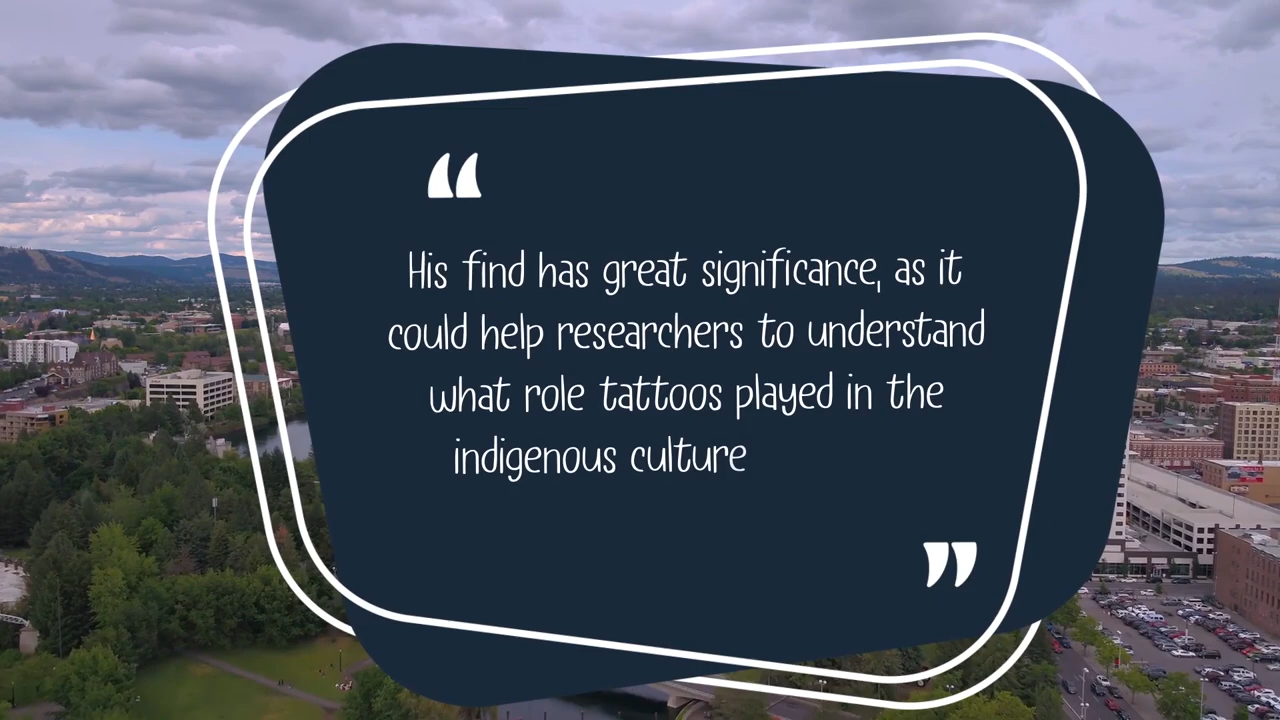 “
His find has great significance, as it
could help researchers to understand
what role tattoos played in the
indigenous culture
”